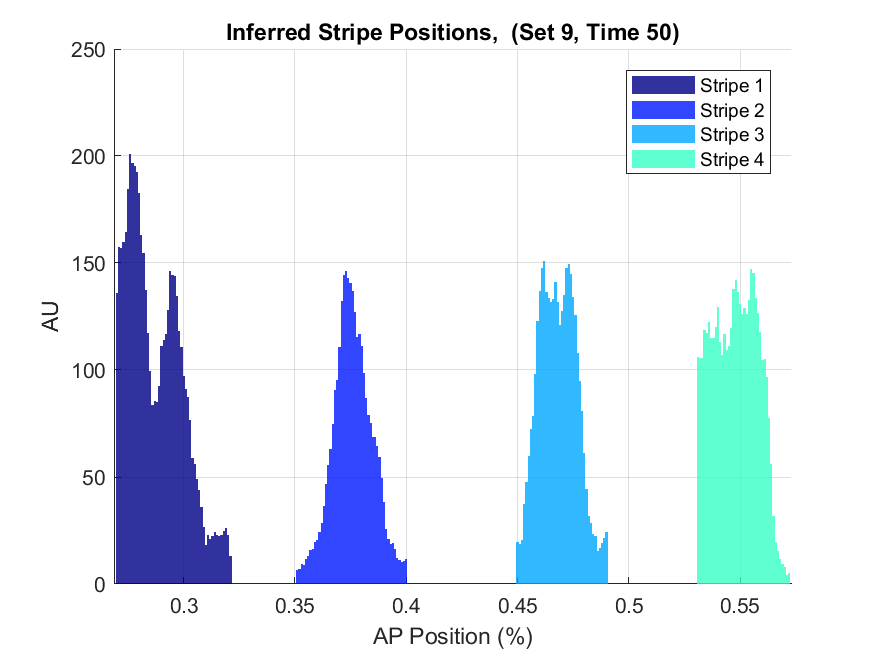 Inferred Stripe Positions,  (Set 9, Time 50)
250
200
150
100
50
0
AU
Stripe 1
Stripe 2
Stripe 3
Stripe 4
0.3
0.35
0.4
0.45
0.5
0.55
AP Position (%)